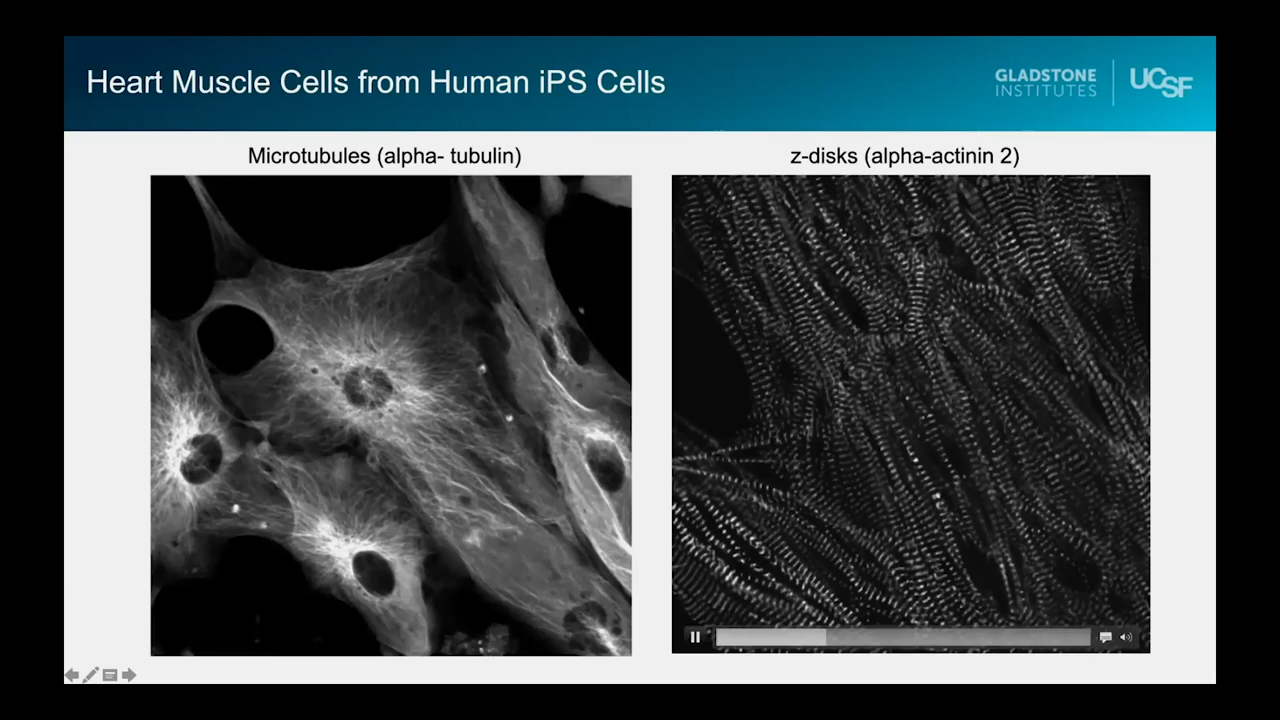 Heart Muscle Cells from Human iPS Cells
GLADSTONE
INSTITUTES
UCSF
Microtubules (alpha- tubulin)
z-disks (alpha-actinin 2)